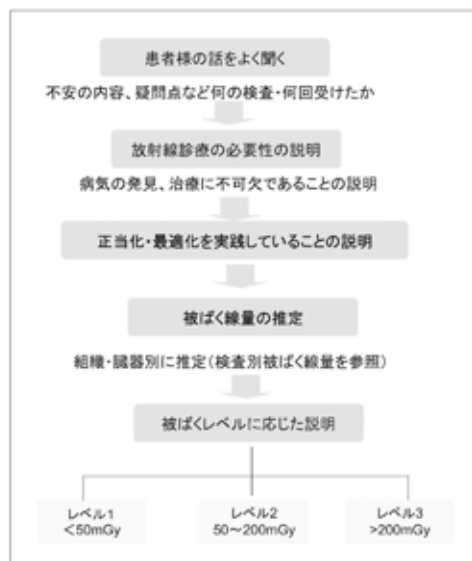 患者様の話をよく聞く
不安の内容、疑問点など何の検査・何回受けたか
放射線診療の必要性の説明
病気の発見、治療に不可欠であることの説明
正当化・最適化を実践していることの説明
被ばく線量の推定
組織・臓器別に推定(検査別被ばく線量を参照)
被ばくレベルに応じた説明
レベル1
<50mGy
レベル2
50～200mGy
レベル3
>200mGy